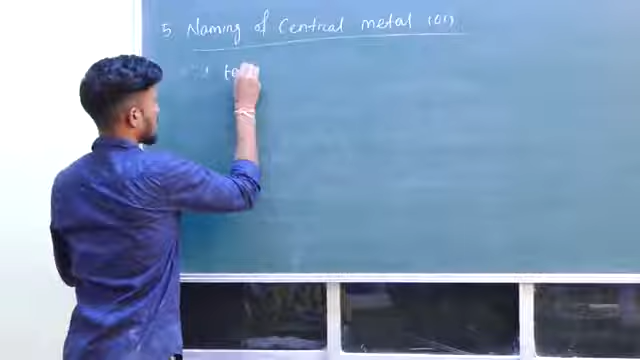 5. Naming of Central metal (01)